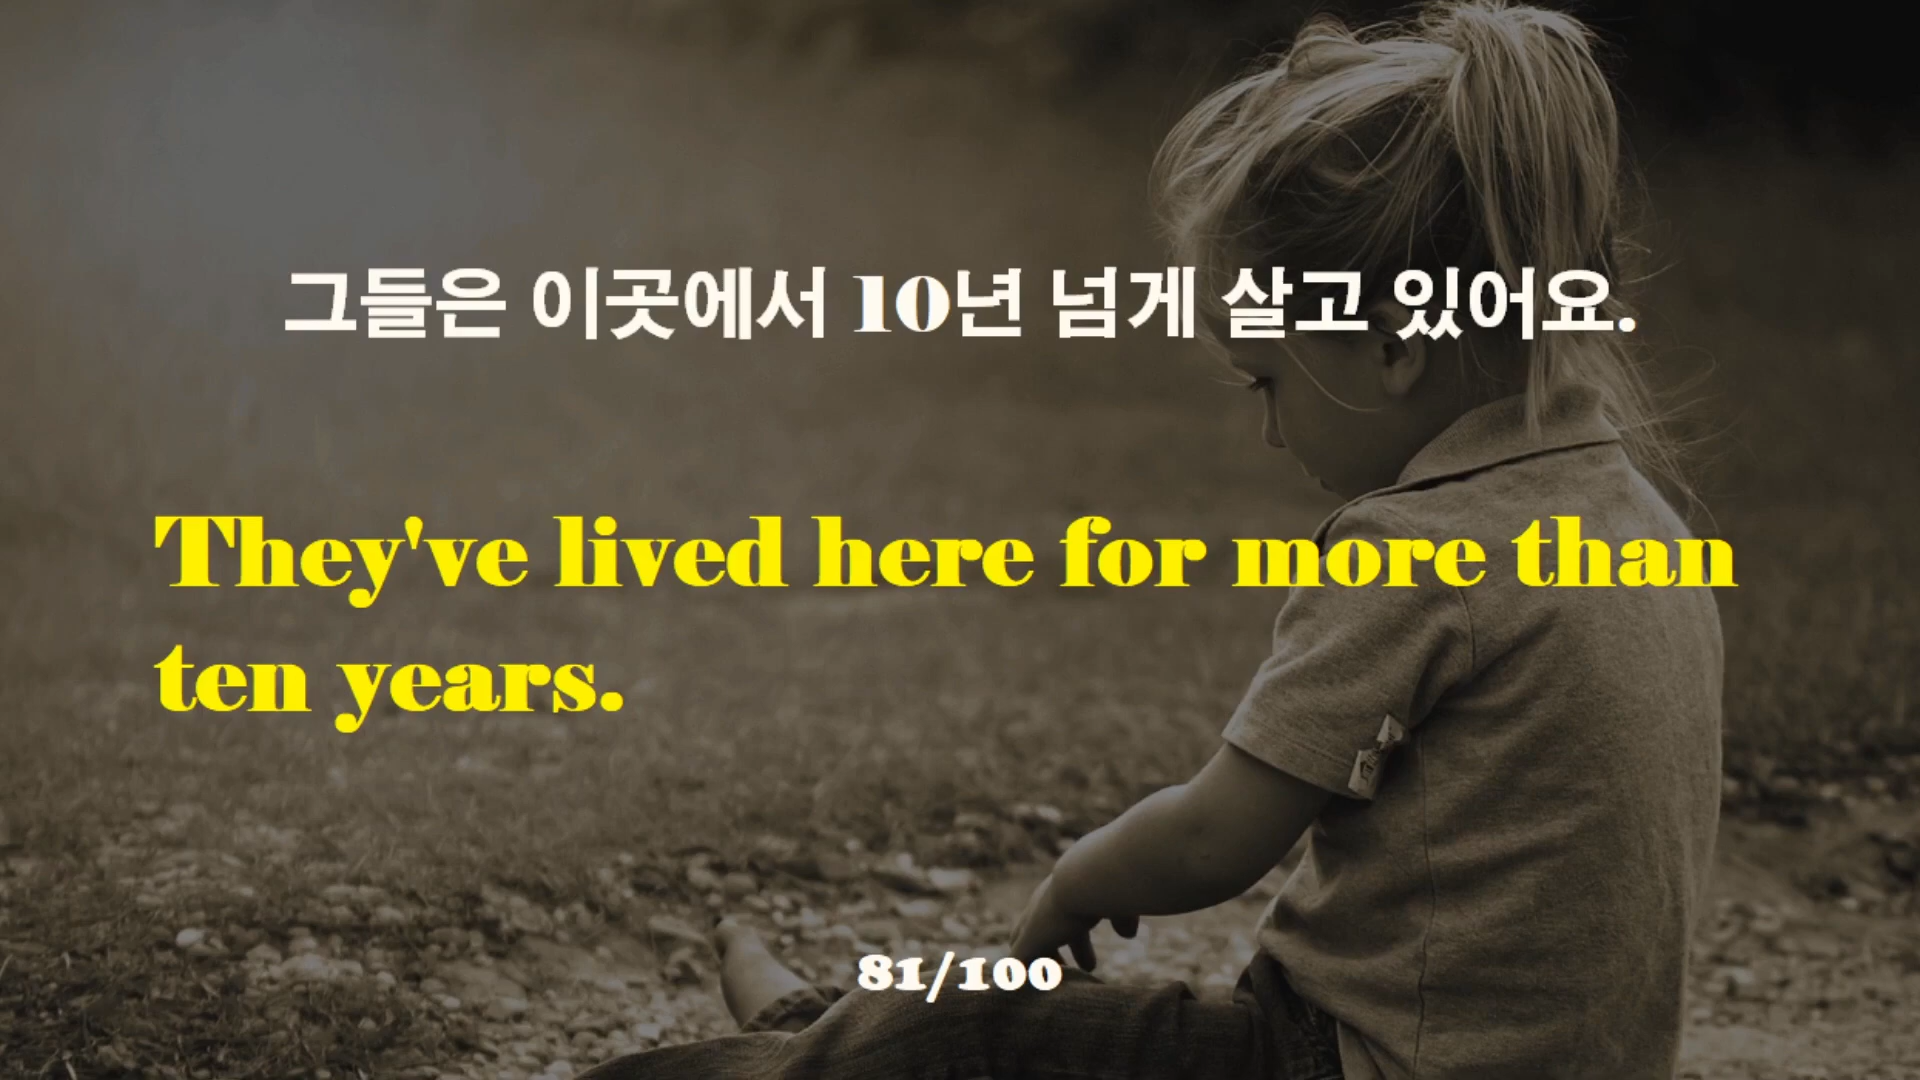 그들은 이곳에서 10년 넘게 살고 있어요.
They've lived here for more than
ten years.
81/100